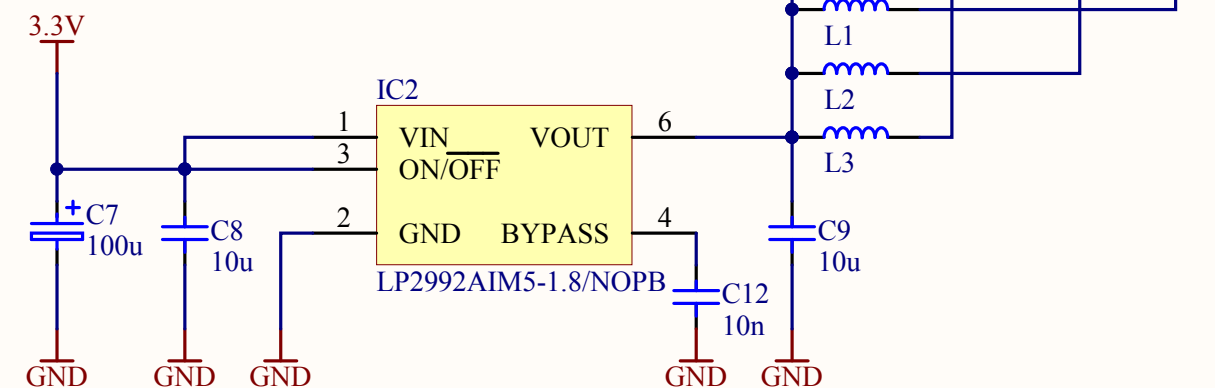 3.3V
L1
L2
L3
IC2
1
VIN
VOUT
6
3
ON/OFF
2
GND
BYPASS
4
LP2992AIM5-1.8/NOPB
C7
100u
C8
10u
C9
10u
C12
10n
GND
GND
GND
GND
GND